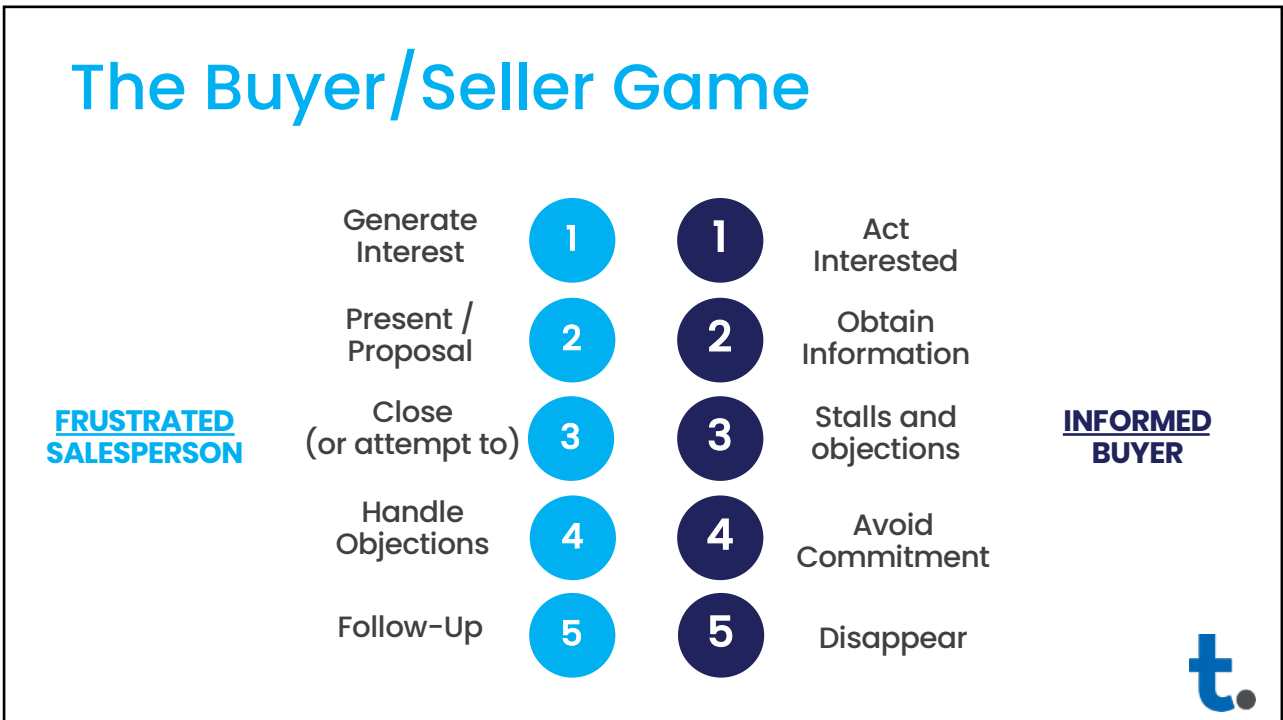 The Buyer/Seller Game
Generate
Interest
1
1
Act
Interested
Present /
Proposal
2
2
Obtain
Information
FRUSTRATED
SALESPERSON
Close
(or attempt to)
3
3
Stalls and
objections
INFORMED
BUYER
Handle
Objections
4
4
Avoid
Commitment
Follow-Up
5
5
Disappear
t.